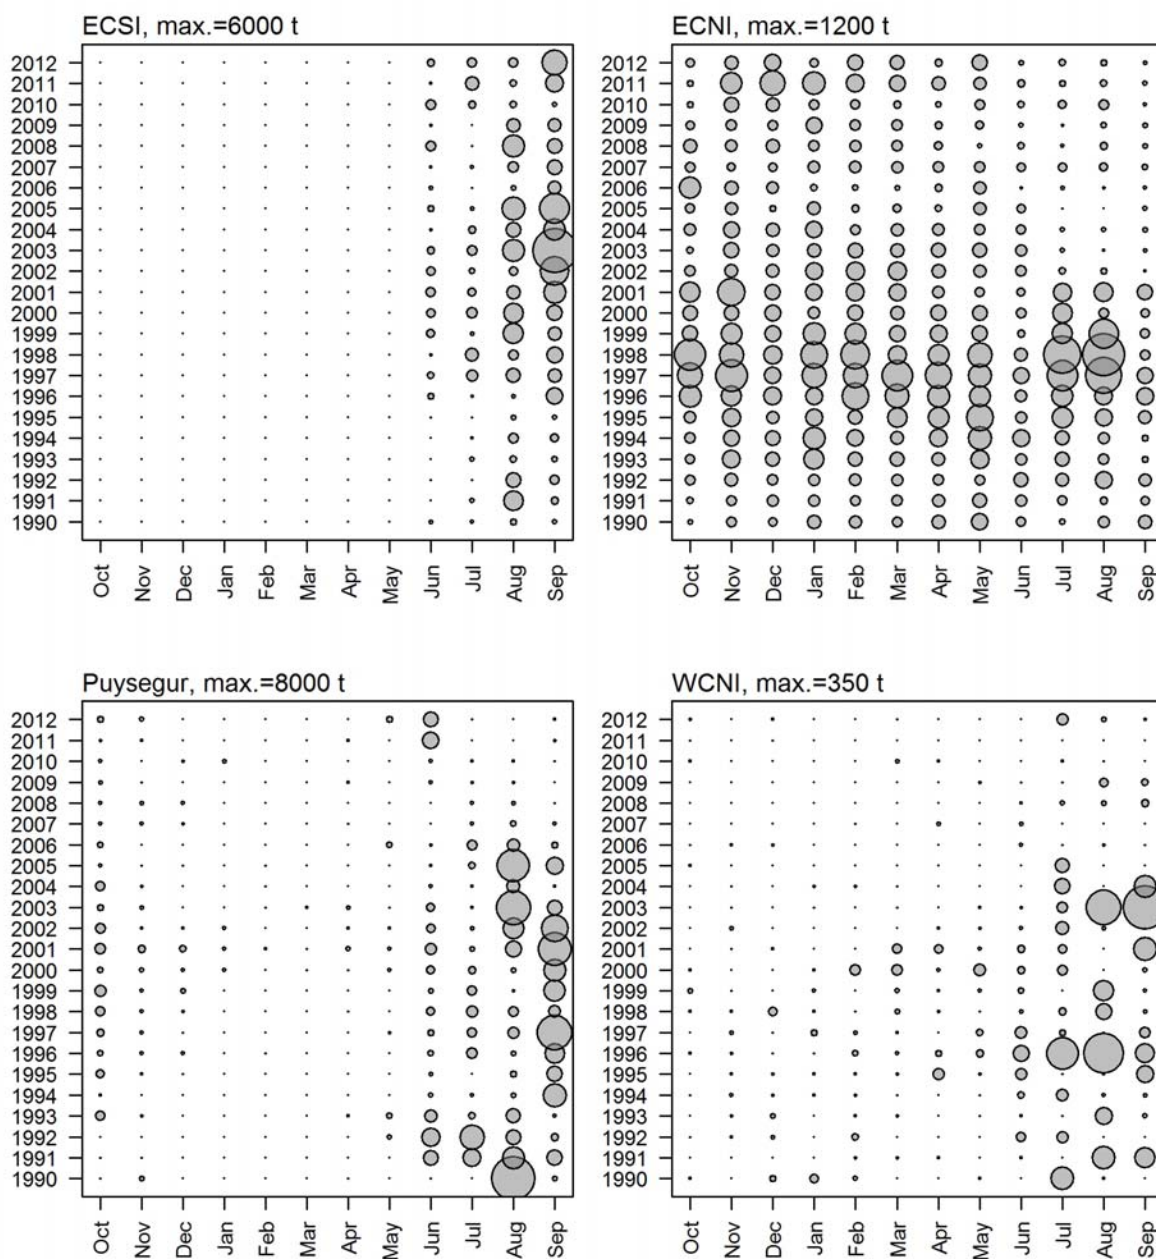 ECSI, max.=6000 t
2012
2011
2010
2009
2008
2007
2006
2005
2004
2003
2002
2001
2000
1999
1998
1997
1996
1995
1994
1993
1992
1991
1990
Oct
Nov
Dec
Jan
Feb
Mar
Apr
May
Jun
Jul
Aug
Sep
ECNI, max.=1200 t
2012
2011
2010
2009
2008
2007
2006
2005
2004
2003
2002
2001
2000
1999
1998
1997
1996
1995
1994
1993
1992
1991
1990
Oct
Nov
Dec
Jan
Feb
Mar
Apr
May
Jun
Jul
Aug
Sep
Puysegur, max.=8000 t
2012
2011
2010
2009
2008
2007
2006
2005
2004
2003
2002
2001
2000
1999
1998
1997
1996
1995
1994
1993
1992
1991
1990
Oct
Nov
Dec
Jan
Feb
Mar
Apr
May
Jun
Jul
Aug
Sep
WCNI, max.=350 t
2012
2011
2010
2009
2008
2007
2006
2005
2004
2003
2002
2001
2000
1999
1998
1997
1996
1995
1994
1993
1992
1991
1990
Oct
Nov
Dec
Jan
Feb
Mar
Apr
May
Jun
Jul
Aug
Sep